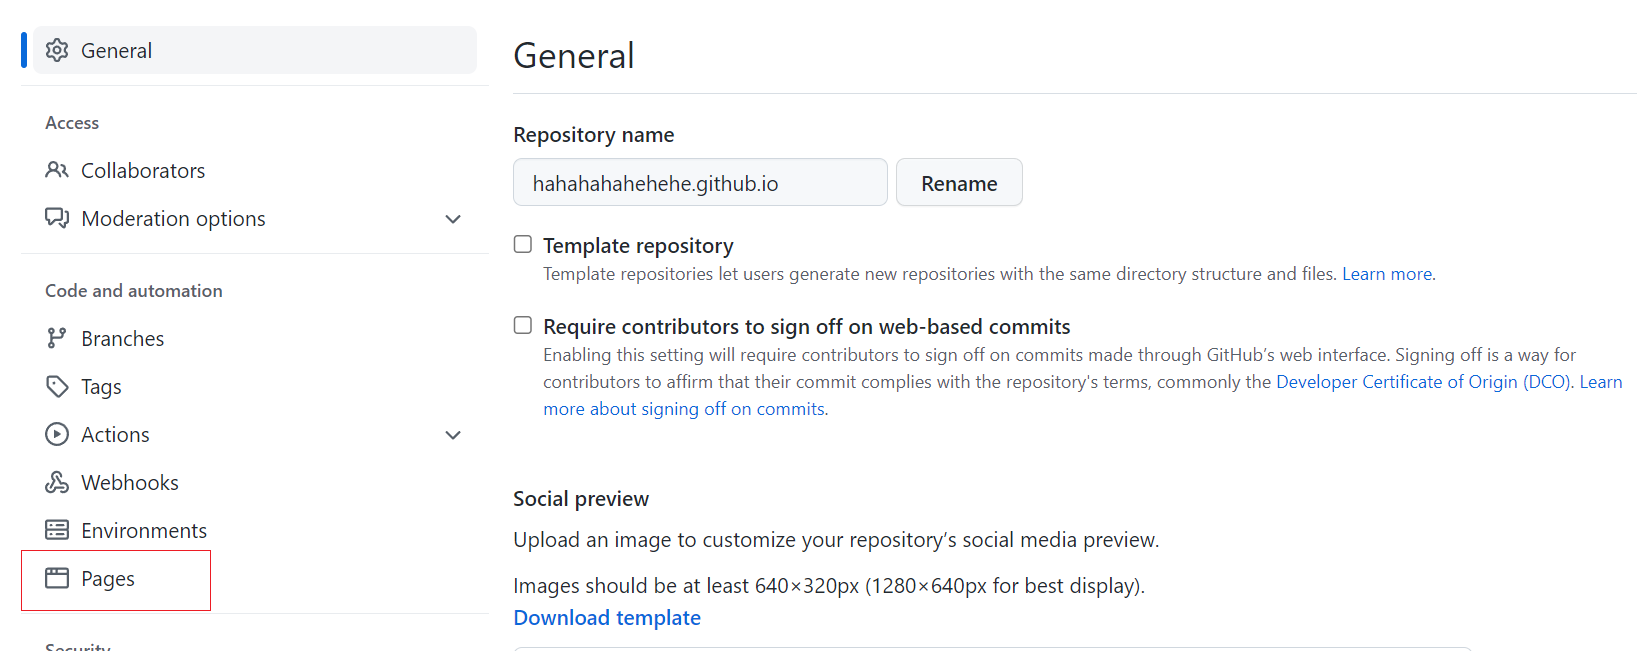 General
Access
Collaborators
Moderation options
Code and automation
Branches
Tags
Actions
Webhooks
Environments
Pages
Security
General
Repository name
hahahahahehehe.github.io
Rename
Template repository
Template repositories let users generate new repositories with the same directory structure and files. Learn more.
Require contributors to sign off on web-based commits
Enabling this setting will require contributors to sign off on commits made through GitHub’s web interface. Signing off is a way for
contributors to affirm that their commit complies with the repository's terms, commonly the Developer Certificate of Origin (DCO). Learn
more about signing off on commits.
Social preview
Upload an image to customize your repository’s social media preview.
Images should be at least 640×320px (1280×640px for best display).
Download template